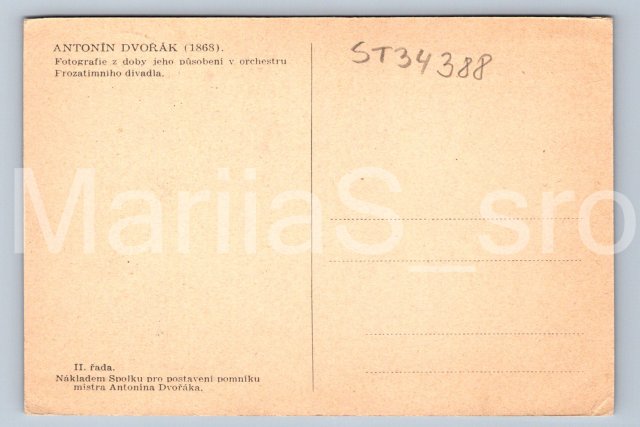 ANTONÍN DVOŘÁK (1868).
Fotografie z doby jeho působení v orchestru
Prozatimního divadla.
ST34388
MariiaS_sro
II. řada.
Nákladem Spolku pro postavení pomníku
mistra Antonína Dvořáka.